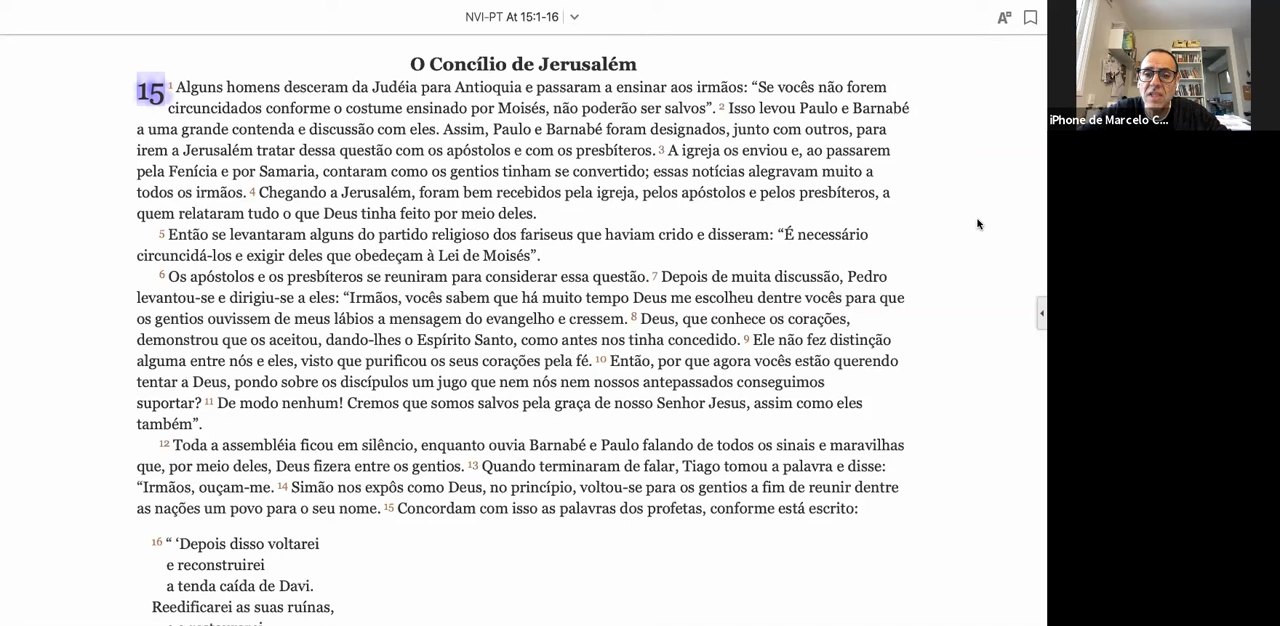 NVI-PT At 15:1-16
O Concílio de Jerusalém
15 1 Alguns homens desceram da Judéia para Antioquia e passaram a ensinar aos irmãos: “Se vocês não forem
circuncidados conforme o costume ensinado por Moisés, não poderão ser salvos”. 2 Isso levou Paulo e Barnabé
a uma grande contenda e discussão com eles. Assim, Paulo e Barnabé foram designados, junto com outros, para
irem a Jerusalém tratar dessa questão com os apóstolos e com os presbíteros. 3 A igreja os enviou e, ao passarem
pela Fenícia e por Samaria, contaram como os gentios tinham se convertido; essas notícias alegravam muito a
todos os irmãos. 4 Chegando a Jerusalém, foram bem recebidos pela igreja, pelos apóstolos e pelos presbíteros, a
quem relataram tudo o que Deus tinha feito por meio deles.
5 Então se levantaram alguns do partido religioso dos fariseus que haviam crido e disseram: “É necessário
circuncidá-los e exigir deles que obedeçam à Lei de Moisés”.
6 Os apóstolos e os presbíteros se reuniram para considerar essa questão. 7 Depois de muita discussão, Pedro
levantou-se e dirigiu-se a eles: “Irmãos, vocês sabem que há muito tempo Deus me escolheu dentre vocês para que
os gentios ouvissem de meus lábios a mensagem do evangelho e cressem. 8 Deus, que conhece os corações,
demonstrou que os aceitou, dando-lhes o Espírito Santo, como antes nos tinha concedido. 9 Ele não fez distinção
alguma entre nós e eles, visto que purificou os seus corações pela fé. 10 Então, por que agora vocês estão querendo
tentar a Deus, pondo sobre os discípulos um jugo que nem nós nem nossos antepassados conseguimos
suportar? 11 De modo nenhum! Cremos que somos salvos pela graça de nosso Senhor Jesus, assim como eles
também”.
12 Toda a assembléia ficou em silêncio, enquanto ouvia Barnabé e Paulo falando de todos os sinais e maravilhas
que, por meio deles, Deus fizera entre os gentios. 13 Quando terminaram de falar, Tiago tomou a palavra e disse:
“Irmãos, ouçam-me. 14 Simão nos expôs como Deus, no princípio, voltou-se para os gentios a fim de reunir dentre
as nações um povo para o seu nome. 15 Concordam com isso as palavras dos profetas, conforme está escrito:
16 “ ‘Depois disso voltarei
e reconstruirei
a tenda caída de Davi.
Reedificarei as suas ruínas,
iPhone de Marcelo C...